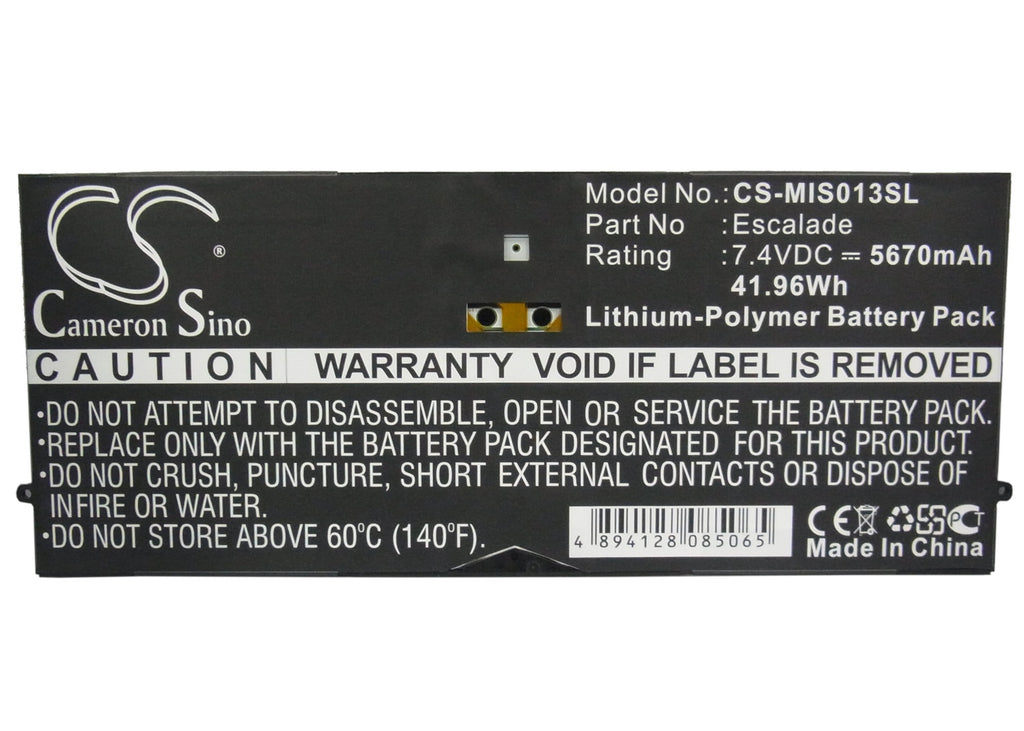 CS ®
Cameron Sino
Model No.: CS-MIS013SL
Part No : Escalade
Rating : 7.4VDC ⎓ 5670mAh
41.96Wh
Lithium-Polymer Battery Pack
CAUTION WARRANTY VOID IF LABEL IS REMOVED
•DO NOT ATTEMPT TO DISASSEMBLE, OPEN OR SERVICE THE BATTERY PACK.
•REPLACE ONLY WITH THE BATTERY PACK DESIGNATED FOR THIS PRODUCT.
•DO NOT CRUSH, PUNCTURE, SHORT EXTERNAL CONTACTS OR DISPOSE OF
INFIRE OR WATER.
•DO NOT STORE ABOVE 60°C (140°F).
4 894128 085065
CE PCT
Made In China